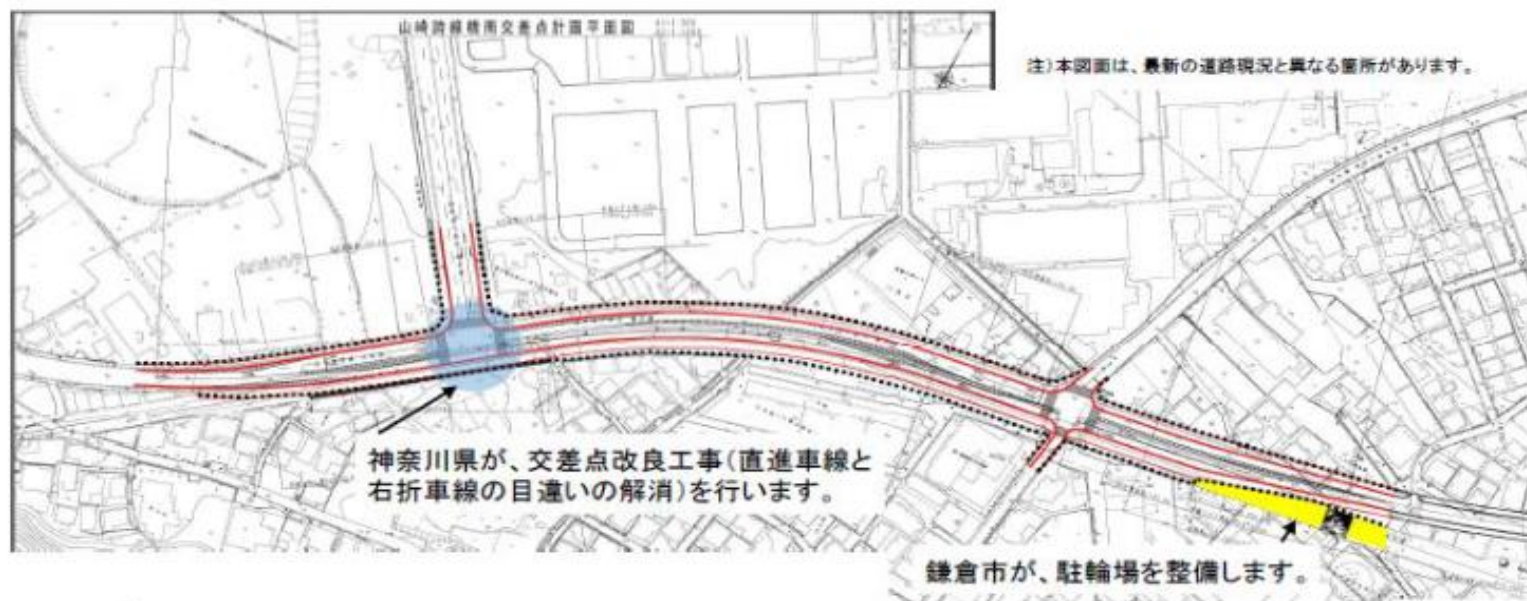 山崎跨線橋南交差点計画平面図
注)本図面は、最新の道路現況と異なる箇所があります。
神奈川県が、交差点改良工事(直進車線と
右折車線の目違いの解消)を行います。
鎌倉市が、駐輪場を整備します。